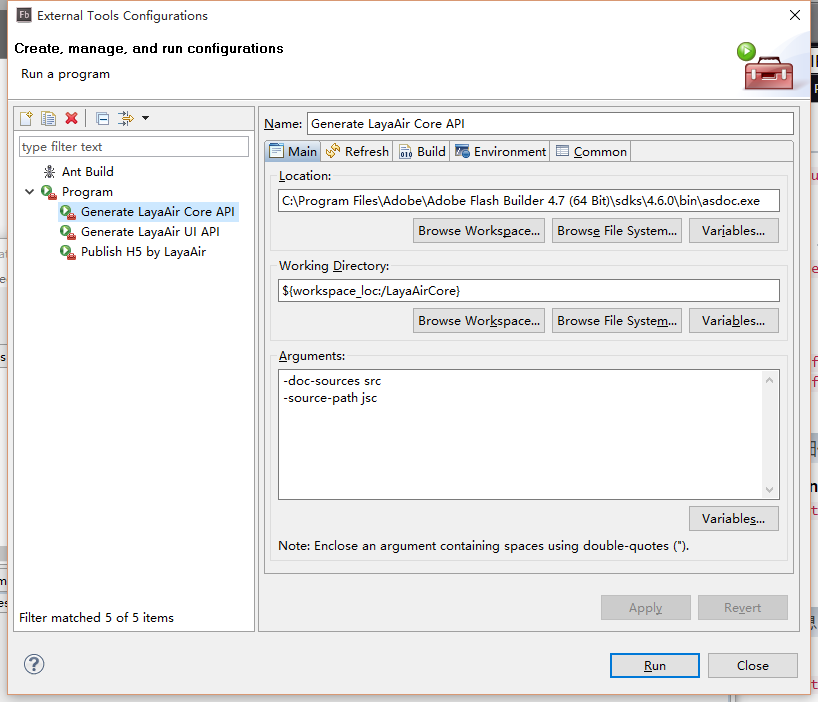 Fb External Tools Configurations
Create, manage, and run configurations
Run a program
type filter text
Ant Build
Program
Generate LayaAir Core API
Generate LayaAir UI API
Publish H5 by LayaAir
Filter matched 5 of 5 items
Name: Generate LayaAir Core API
Main Refresh Build Environment Common
Location:
C:\Program Files\Adobe\Adobe Flash Builder 4.7 (64 Bit)\sdks\4.6.0\bin\asdoc.exe
Browse Workspace... Browse File System... Variables...
Working Directory:
${workspace_loc:/LayaAirCore}
Browse Workspace... Browse File System... Variables...
Arguments:
-doc-sources src
-source-path jsc
Variables...
Note: Enclose an argument containing spaces using double-quotes (").
Apply Revert
Run Close